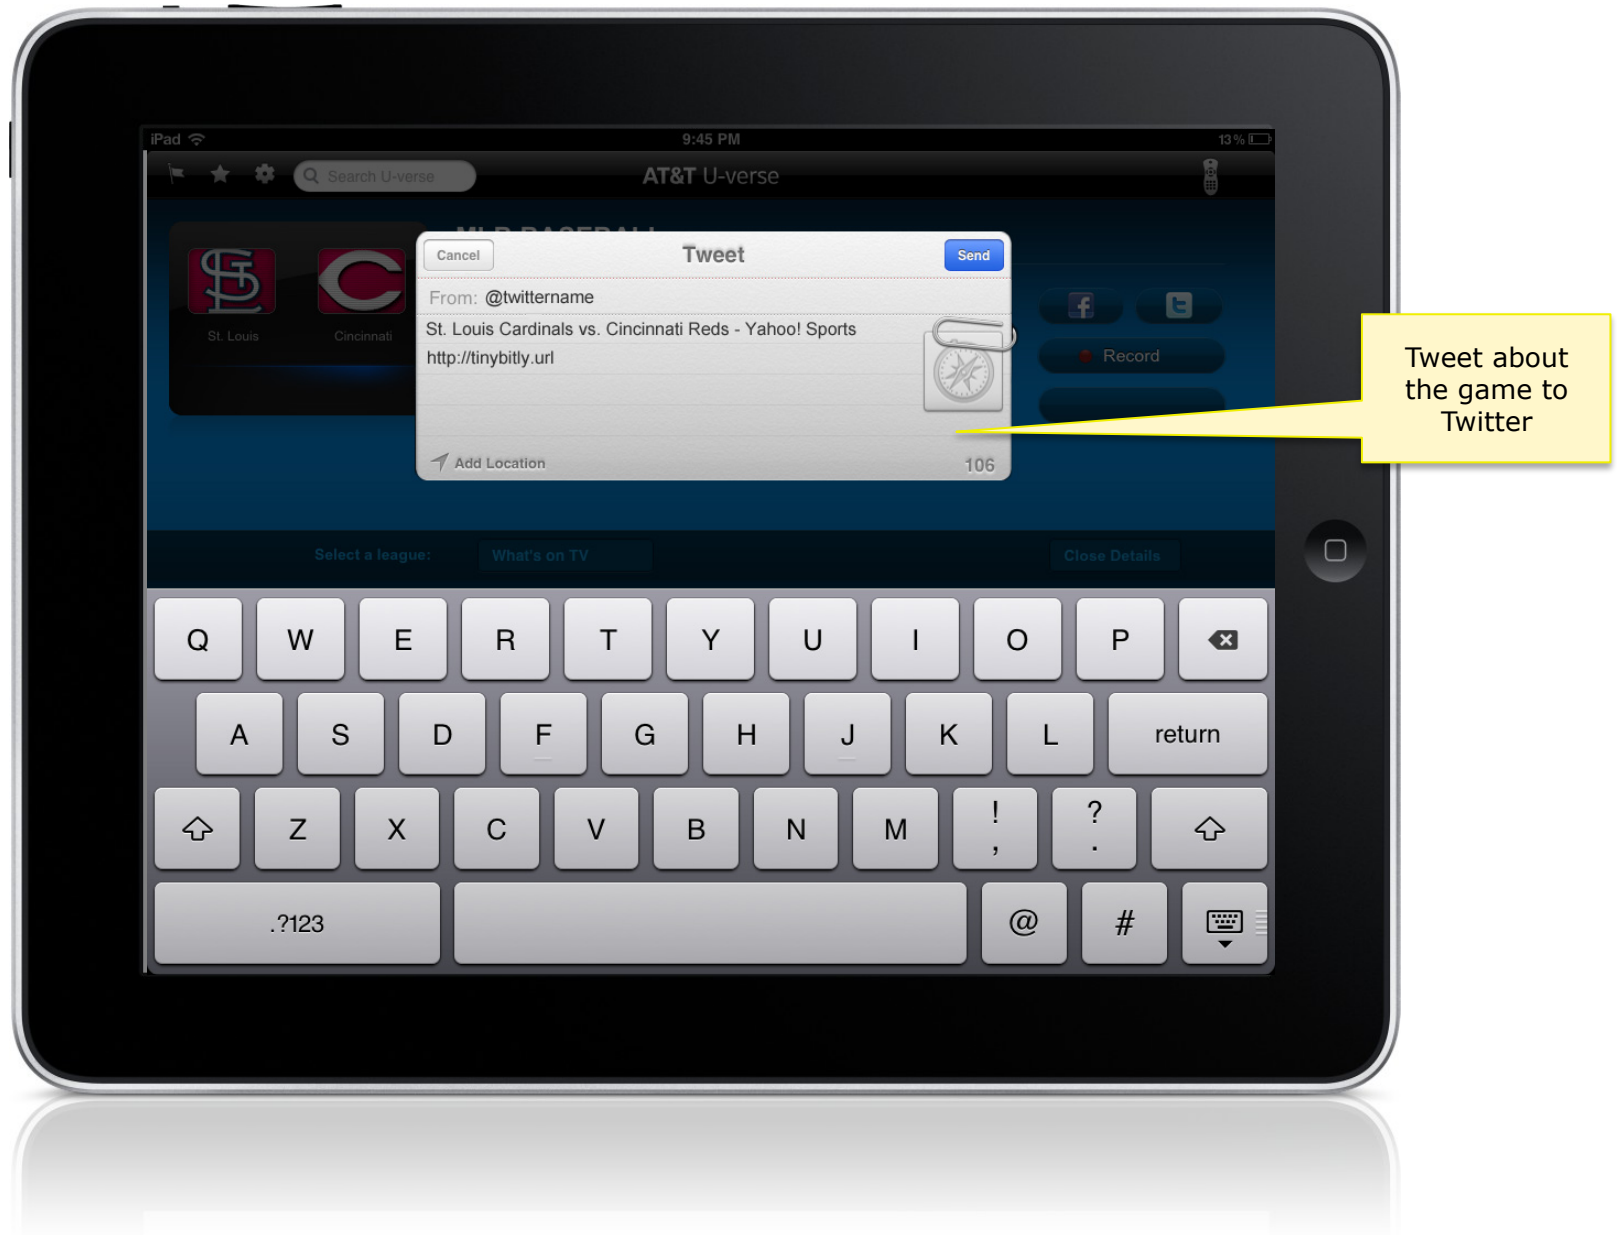 iPad 9:45 PM 13%
Search U-verse AT&T U-verse
MLB BASEBALL
Cancel Tweet Send
From: @twittername
St. Louis Cardinals vs. Cincinnati Reds - Yahoo! Sports
http://tinybitly.url
Add Location 106
St. Louis Cincinnati
Record
Tweet about
the game to
Twitter
Select a league: What's on TV Close Details
Q W E R T Y U I O P
A S D F G H J K L return
Z X C V B N M ! , ? .
.?123 @ #